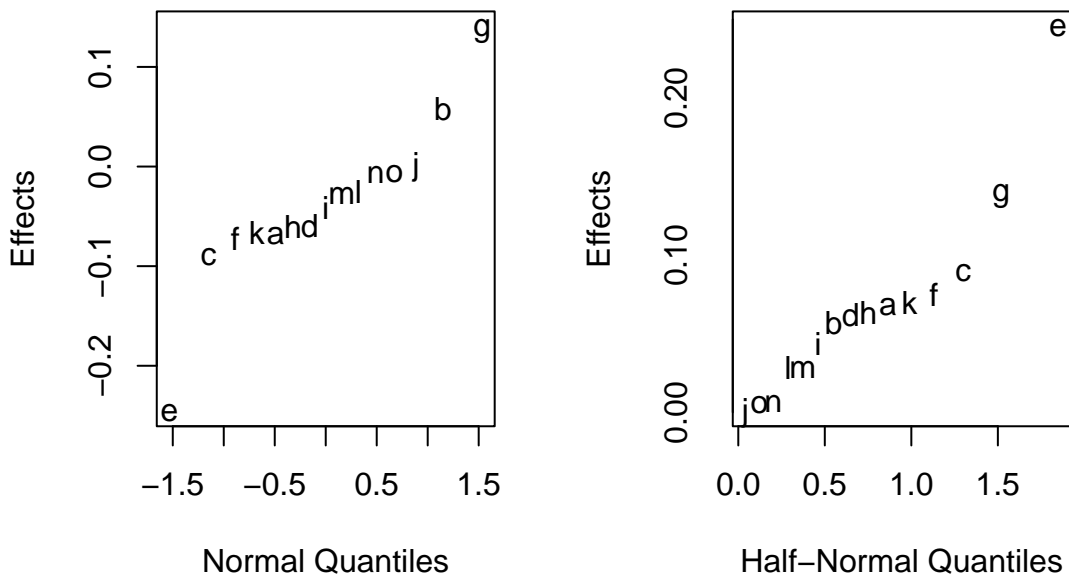 Effects
0.1
0.0
−0.1
−0.2
g
b
j
no
ml
i
hd
a
k
f
c
e
−1.5
−0.5
0.5
1.5
Normal Quantiles
Effects
0.20
0.10
0.00
e
g
c
f
k
a
h
d
b
i
lm
on
j
0.0
0.5
1.0
1.5
Half−Normal Quantiles